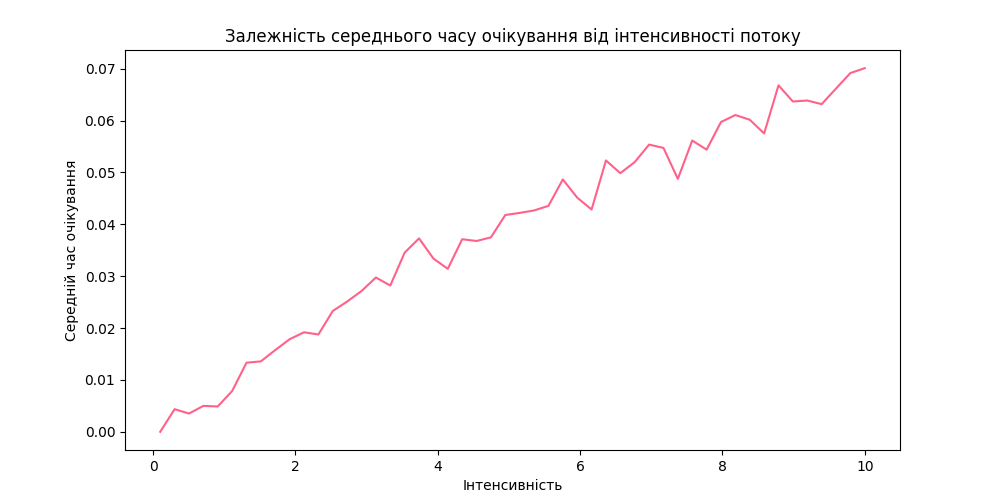 Залежність середнього часу очікування від інтенсивності потоку
Середній час очікування
0.07
0.06
0.05
0.04
0.03
0.02
0.01
0.00
0 2 4 6 8 10
Інтенсивність